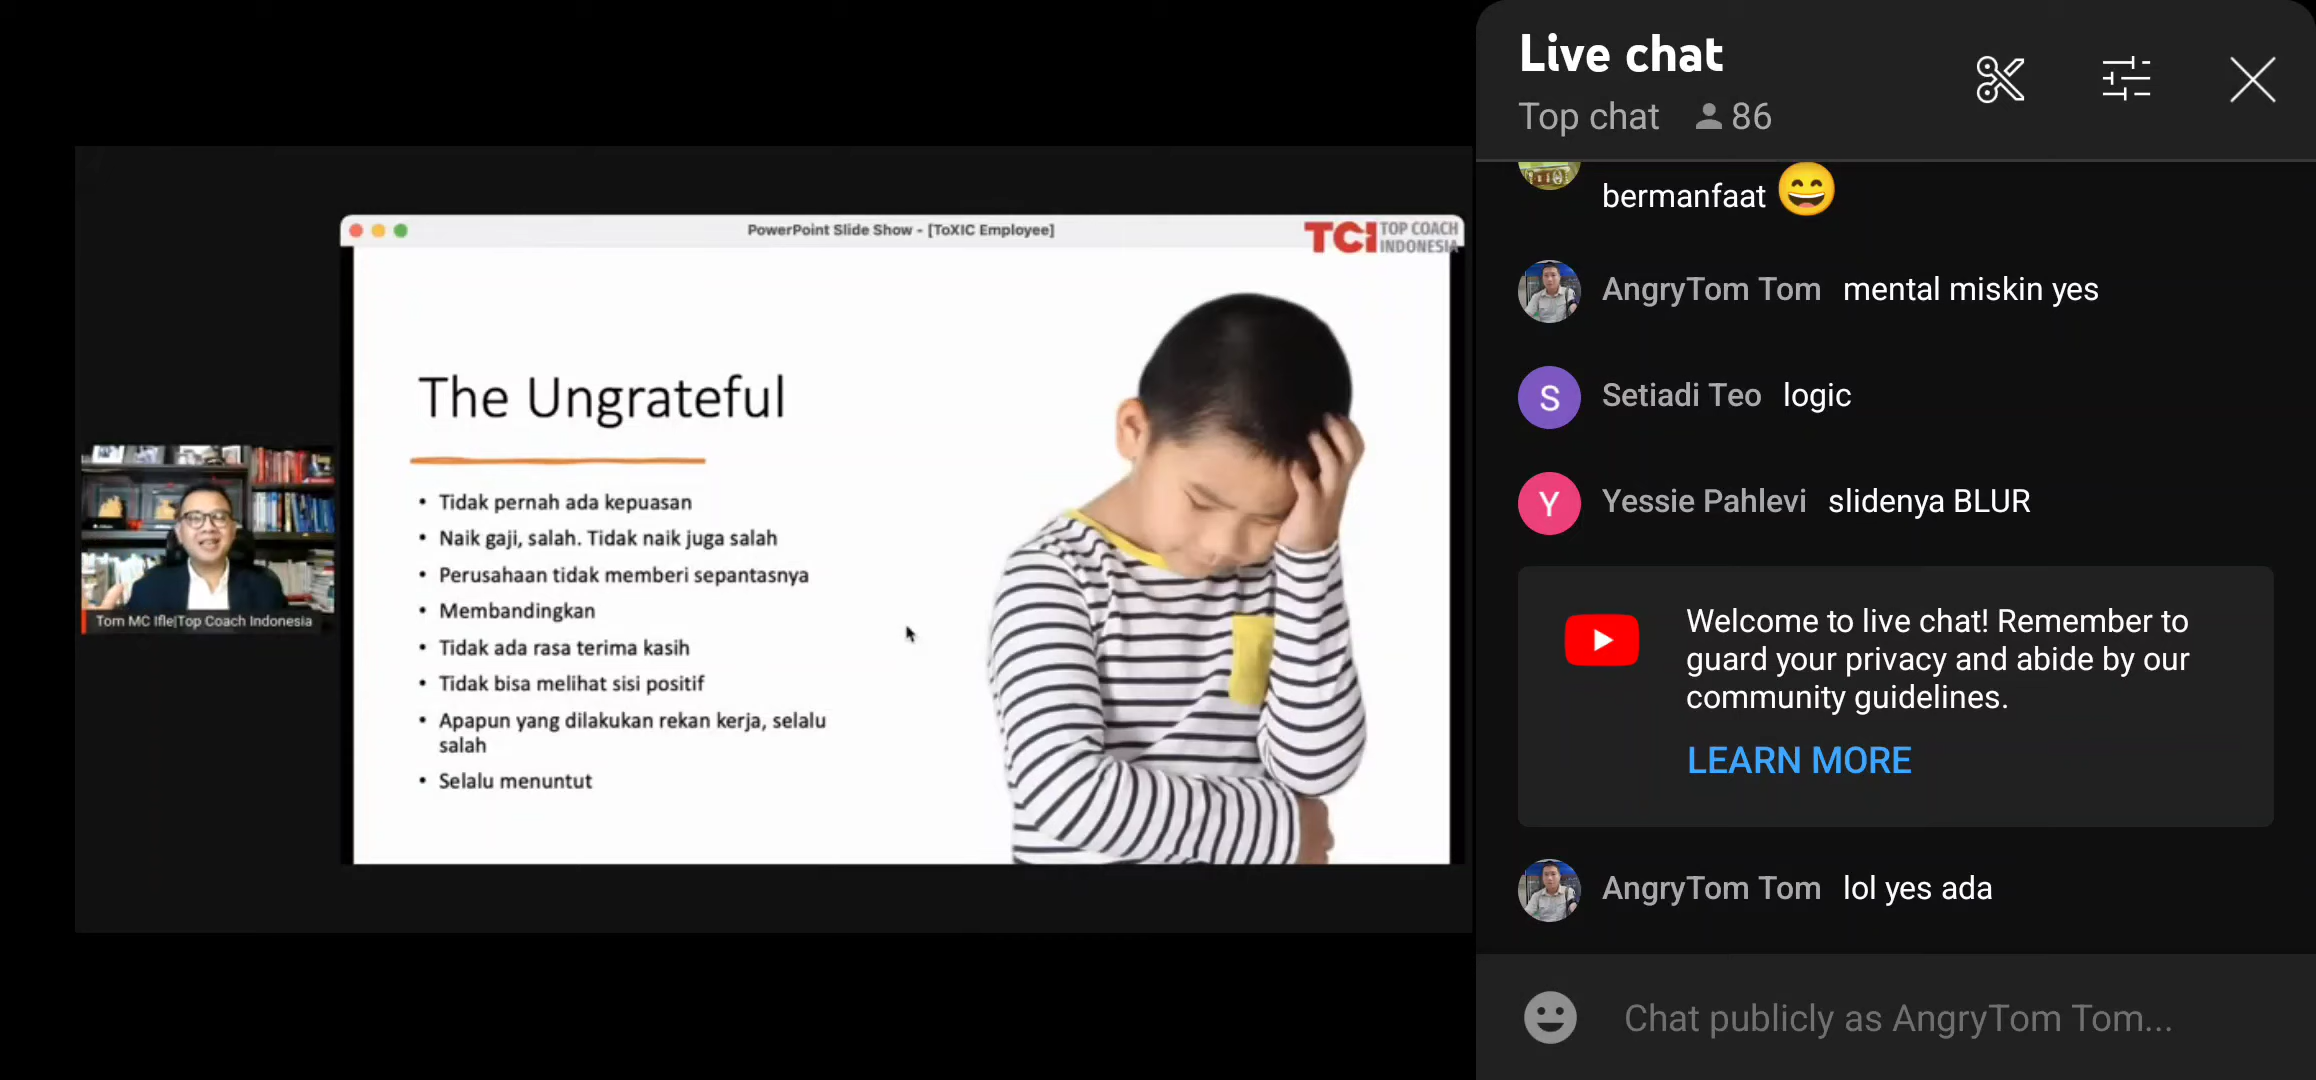 PowerPoint Slide Show - [ToXIC Employee]
TCI TOP COACH
INDONESIA
The Ungrateful
• Tidak pernah ada kepuasan
• Naik gaji, salah. Tidak naik juga salah
• Perusahaan tidak memberi sepantasnya
• Membandingkan
• Tidak ada rasa terima kasih
• Tidak bisa melihat sisi positif
• Apapun yang dilakukan rekan kerja, selalu
salah
• Selalu menuntut
Tom MC Ifle|Top Coach Indonesia
Live chat
Top chat 86
bermanfaat 😄
AngryTom Tom mental miskin yes
S Setiadi Teo logic
Y Yessie Pahlevi slidenya BLUR
Welcome to live chat! Remember to
guard your privacy and abide by our
community guidelines.
LEARN MORE
AngryTom Tom lol yes ada
Chat publicly as AngryTom Tom...